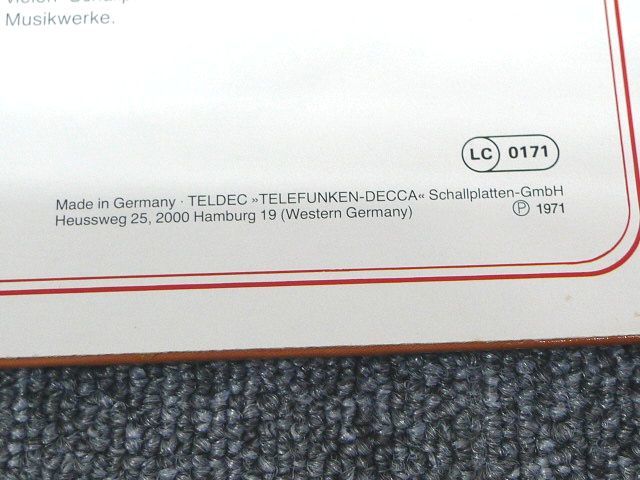 vielen
Musikwerke.
LC 0171
Made in Germany · TELDEC »TELEFUNKEN-DECCA« Schallplatten-GmbH
Heussweg 25, 2000 Hamburg 19 (Western Germany) ℗ 1971